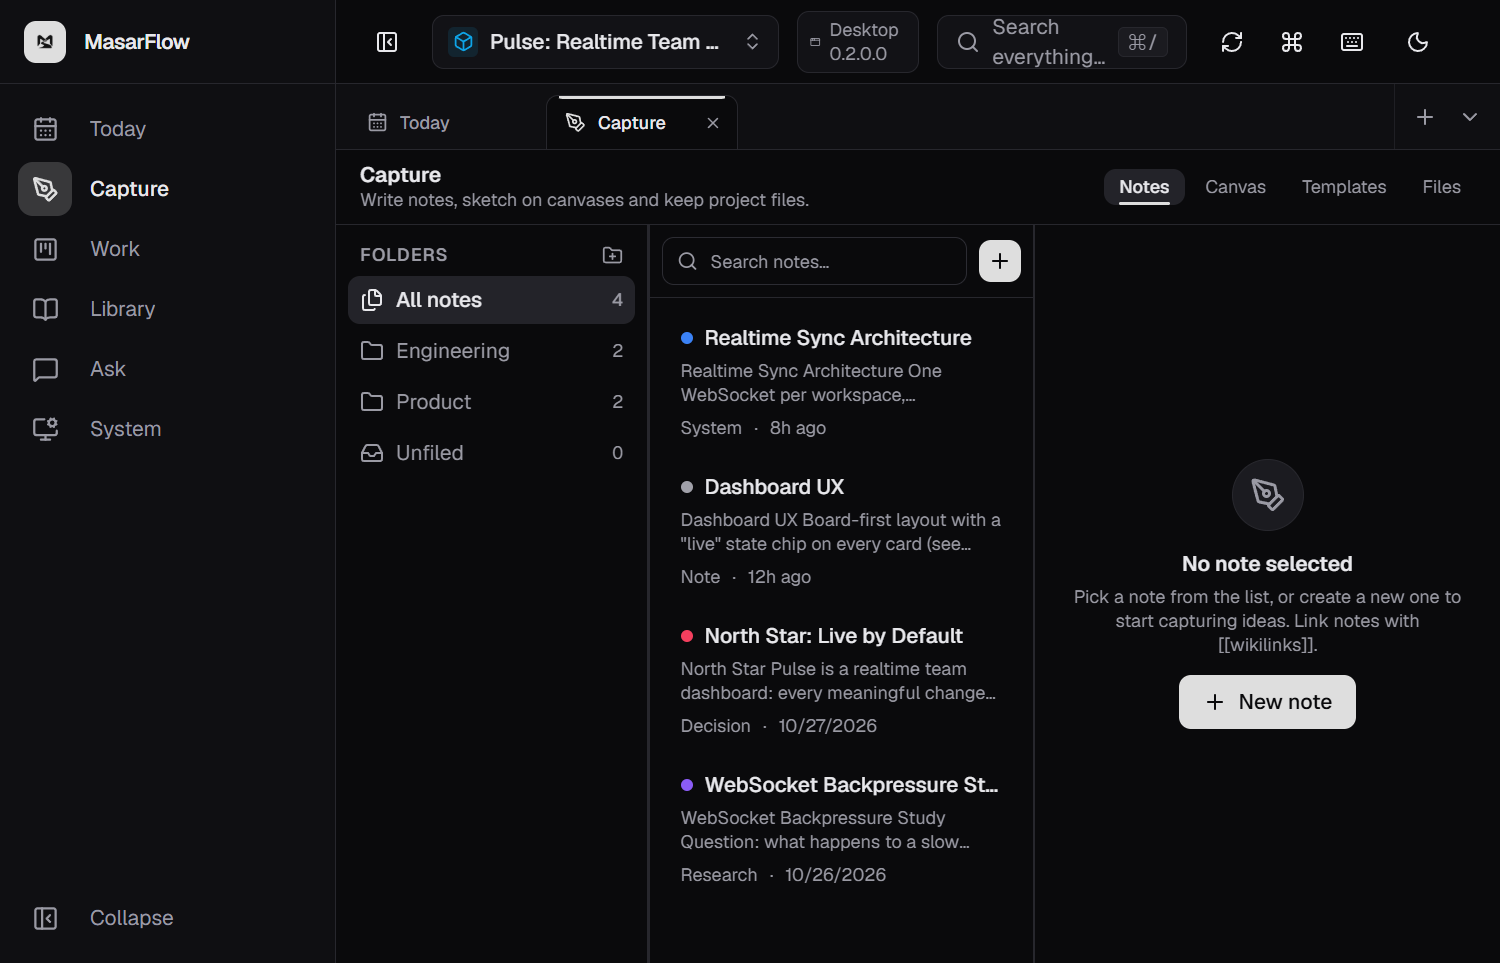 MasarFlow
Pulse: Realtime Team ...
Desktop
0.2.0.0
Search
everything...
⌘/
Today
Capture
Work
Library
Ask
System
Collapse
Today
Capture
Capture
Write notes, sketch on canvases and keep project files.
Notes
Canvas
Templates
Files
FOLDERS
All notes 4
Engineering 2
Product 2
Unfiled 0
Search notes...
Realtime Sync Architecture
Realtime Sync Architecture One
WebSocket per workspace,...
System · 8h ago
Dashboard UX
Dashboard UX Board-first layout with a
"live" state chip on every card (see...
Note · 12h ago
North Star: Live by Default
North Star Pulse is a realtime team
dashboard: every meaningful change...
Decision · 10/27/2026
WebSocket Backpressure St...
WebSocket Backpressure Study
Question: what happens to a slow...
Research · 10/26/2026
No note selected
Pick a note from the list, or create a new one to
start capturing ideas. Link notes with
[[wikilinks]].
New note